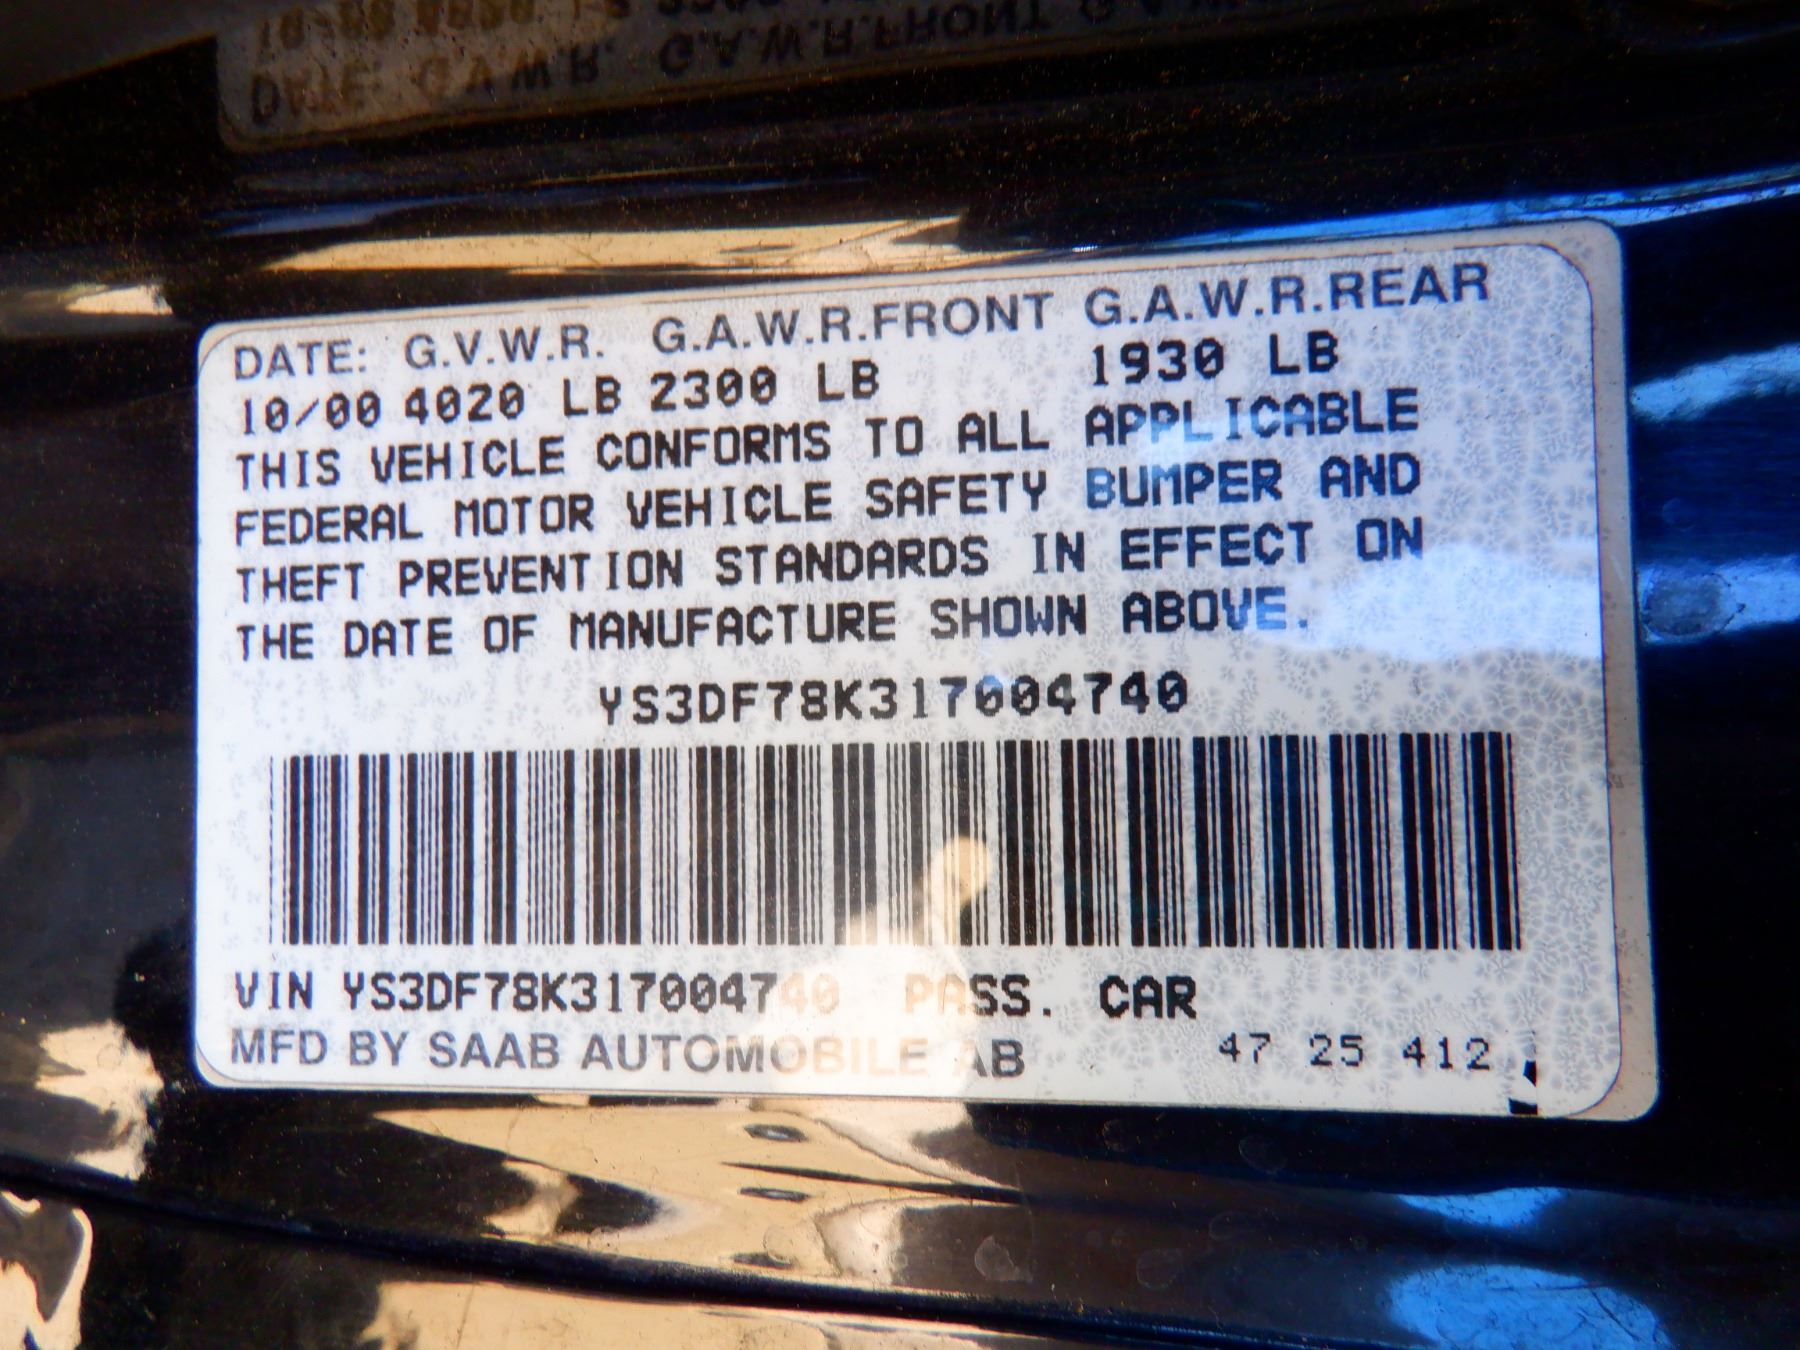 DATE: G.V.W.R. G.A.W.R.FRONT G.A.W.R.REAR
10/00 4020 LB 2300 LB 1930 LB
THIS VEHICLE CONFORMS TO ALL APPLICABLE
FEDERAL MOTOR VEHICLE SAFETY BUMPER AND
THEFT PREVENTION STANDARDS IN EFFECT ON
THE DATE OF MANUFACTURE SHOWN ABOVE.
YS3DF78K317004740
VIN YS3DF78K317004740 PASS. CAR
MFD BY SAAB AUTOMOBILE AB 47 25 412